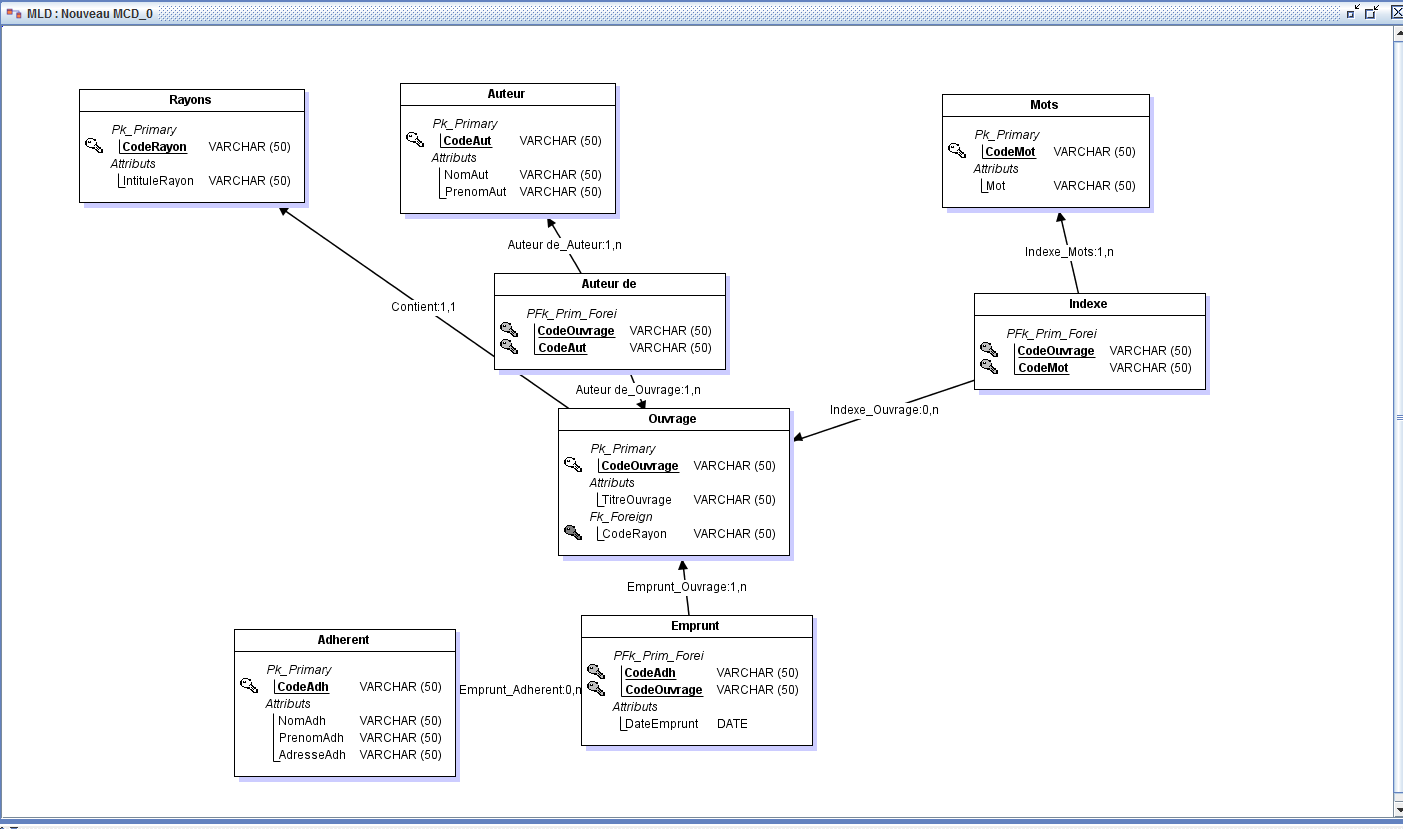 MLD : Nouveau MCD_0
Rayons
Pk_Primary
CodeRayon VARCHAR (50)
Attributs
IntituleRayon VARCHAR (50)
Auteur
Pk_Primary
CodeAut VARCHAR (50)
Attributs
NomAut VARCHAR (50)
PrenomAut VARCHAR (50)
Mots
Pk_Primary
CodeMot VARCHAR (50)
Attributs
Mot VARCHAR (50)
Auteur de_Auteur:1,n
Indexe_Mots:1,n
Contient:1,1
Auteur de
PFk_Prim_Forei
CodeOuvrage VARCHAR (50)
CodeAut VARCHAR (50)
Indexe
PFk_Prim_Forei
CodeOuvrage VARCHAR (50)
CodeMot VARCHAR (50)
Auteur de_Ouvrage:1,n
Indexe_Ouvrage:0,n
Ouvrage
Pk_Primary
CodeOuvrage VARCHAR (50)
Attributs
TitreOuvrage VARCHAR (50)
Fk_Foreign
CodeRayon VARCHAR (50)
Emprunt_Ouvrage:1,n
Adherent
Pk_Primary
CodeAdh VARCHAR (50)
Attributs
NomAdh VARCHAR (50)
PrenomAdh VARCHAR (50)
AdresseAdh VARCHAR (50)
Emprunt_Adherent:0,n
Emprunt
PFk_Prim_Forei
CodeAdh VARCHAR (50)
CodeOuvrage VARCHAR (50)
Attributs
DateEmprunt DATE